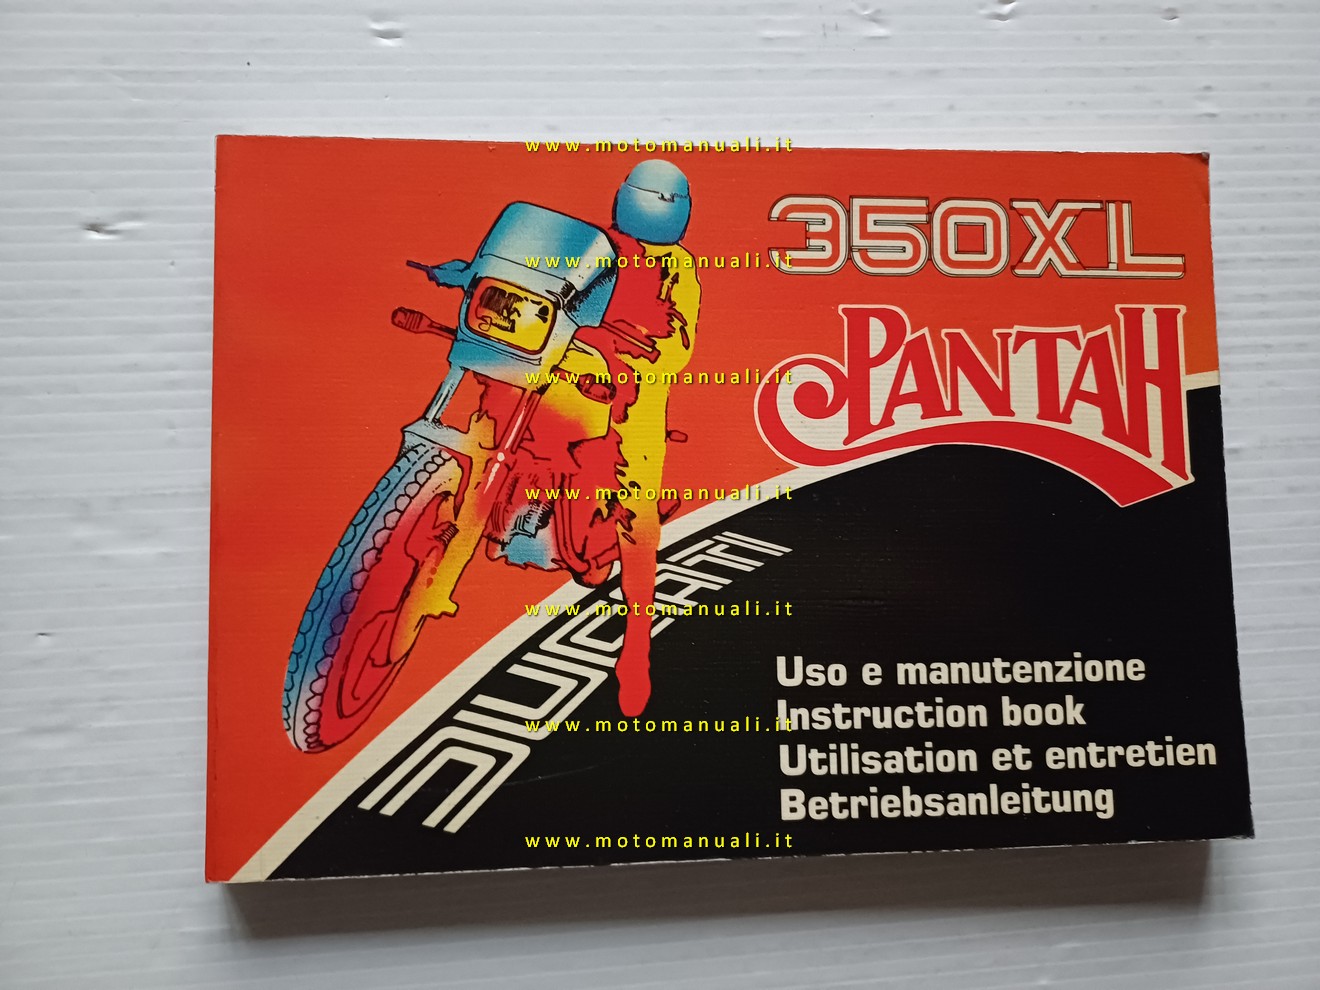 www.motomanuali.it
350XL
www.motomanuali.it
PANTAH
www.motomanuali.it
www.motomanuali.it
DUCATI
www.motomanuali.it
Uso e manutenzione
Instruction book
www.motomanuali.it
Utilisation et entretien
Betriebsanleitung
www.motomanuali.it